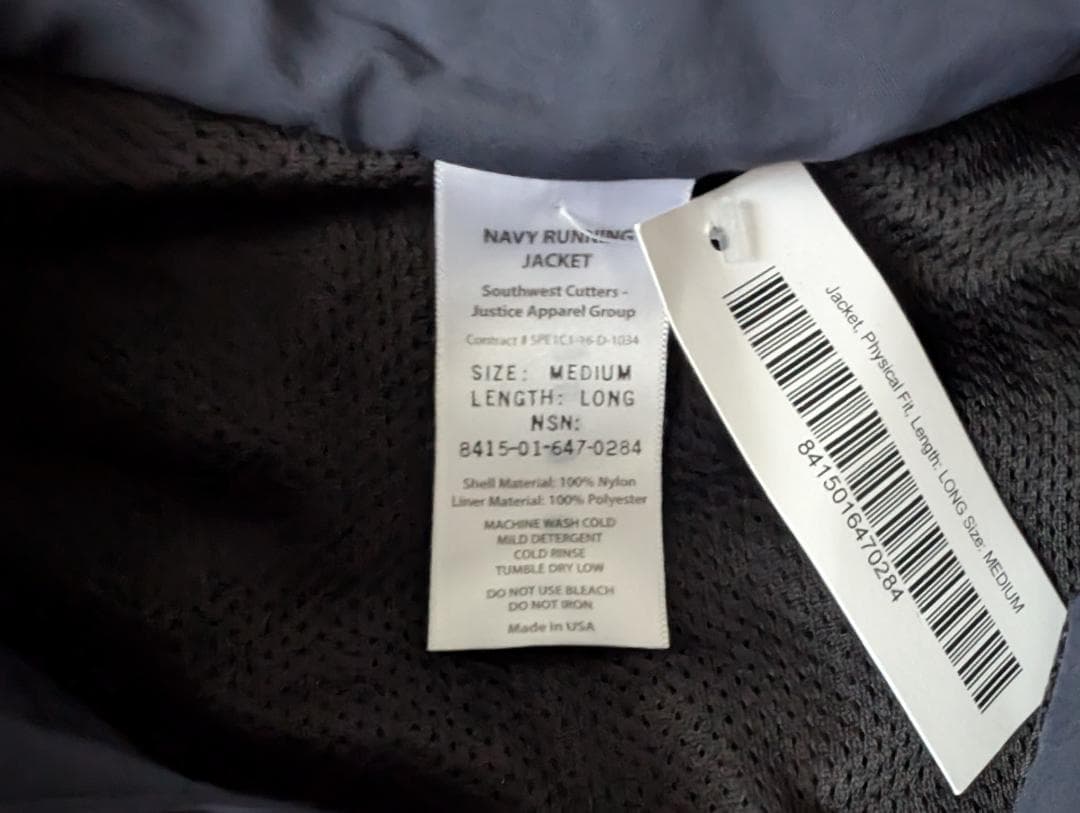 NAVY RUNNING
JACKET
Southwest Cutters -
Justice Apparel Group
Contract # SPE1C1-16-D-1034
SIZE: MEDIUM
LENGTH: LONG
NSN:
8415-01-647-0284
Shell Material: 100% Nylon
Liner Material: 100% Polyester
MACHINE WASH COLD
MILD DETERGENT
COLD RINSE
TUMBLE DRY LOW
DO NOT USE BLEACH
DO NOT IRON
Made in USA
Jacket, Physical Fit, Length: LONG Size: MEDIUM
8415016470284